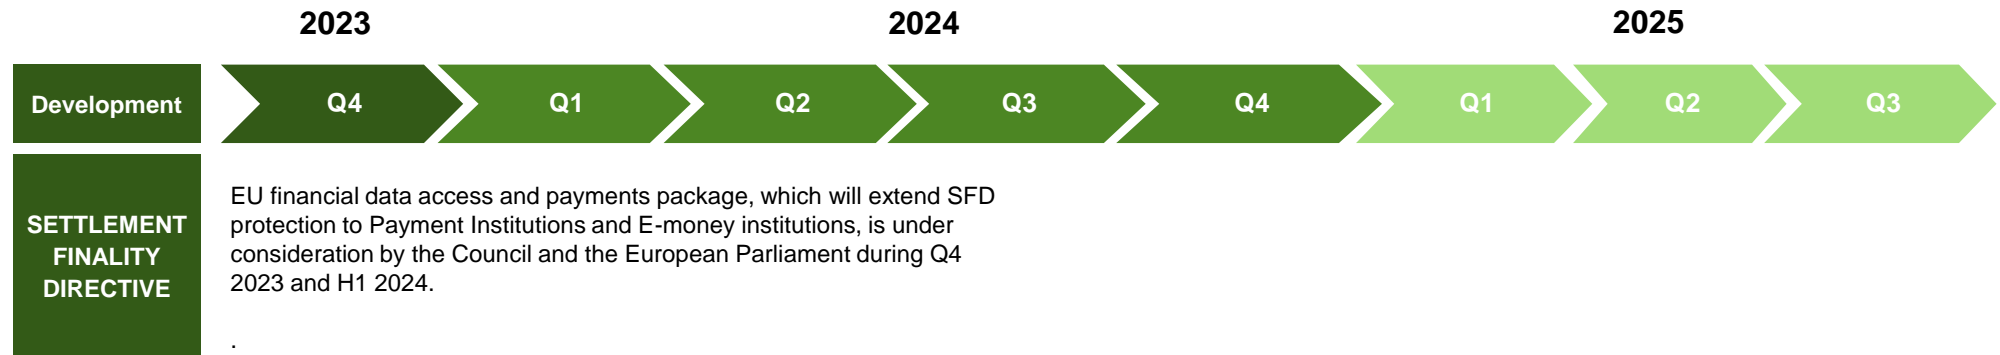 2023
2024
2025
Development
Q4
Q1
Q2
Q3
Q4
Q1
Q2
Q3
SETTLEMENT
FINALITY
DIRECTIVE
EU financial data access and payments package, which will extend SFD
protection to Payment Institutions and E-money institutions, is under
consideration by the Council and the European Parliament during Q4
2023 and H1 2024.
.